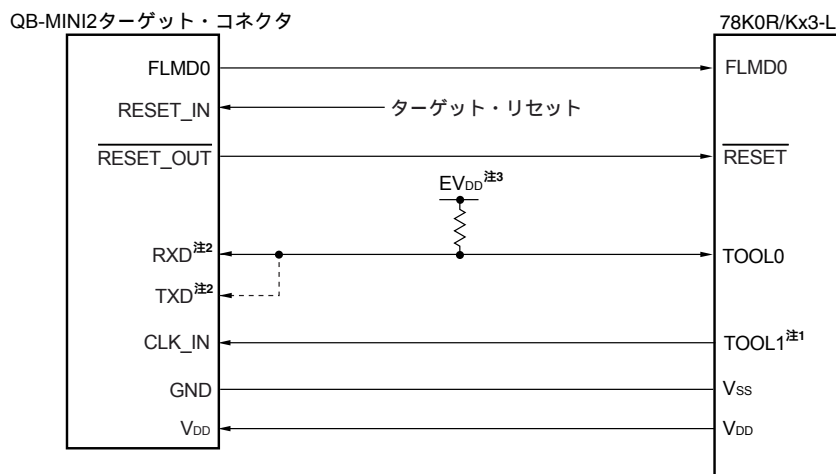 QB-MINI2ターゲット・コネクタ
78K0R/Kx3-L
FLMD0
FLMD0
RESET_IN
ターゲット・リセット
RESET_OUT
RESET
EVDD注3
RXD注2
TOOL0
TXD注2
CLK_IN
TOOL1注1
GND
VSS
VDD
VDD